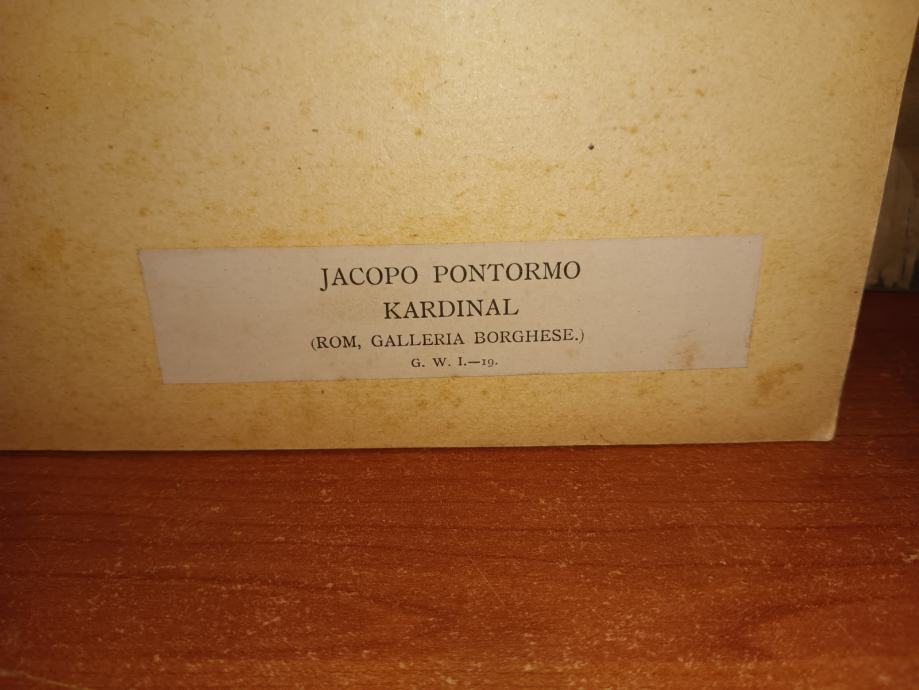 JACOPO PONTORMO
KARDINAL
(ROM, GALLERIA BORGHESE.)
G. W. I.—19.